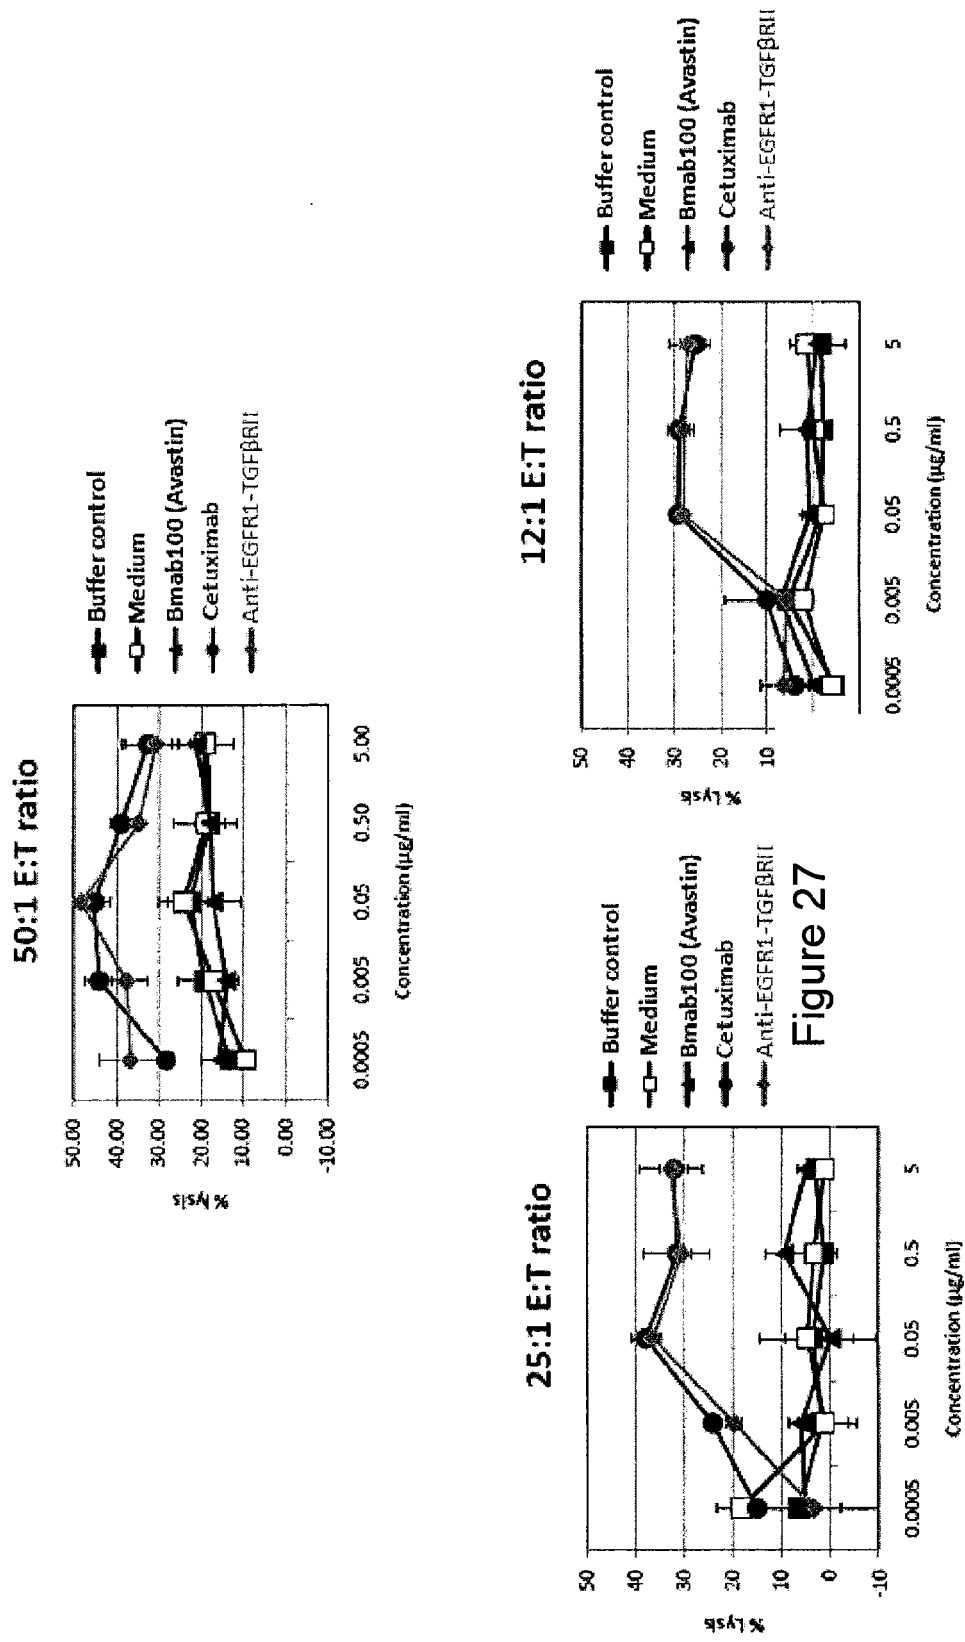 50:1 E:T ratio
50.00
40.00
30.00
20.00
10.00
0.00
-10.00
% lysis
0.0005
0.005
0.05
0.50
5.00
Concentration (µg/ml)
Buffer control
Medium
Bmab100 (Avastin)
Cetuximab
Anti-EGFR1-TGFβRII
25:1 E:T ratio
50
40
30
20
10
0
-10
% Lysis
0.0005
0.005
0.05
0.5
5
Concentration (µg/ml)
Buffer control
Medium
Bmab100 (Avastin)
Cetuximab
Anti-EGFR1-TGFβRII
12:1 E:T ratio
50
40
30
20
10
% Lysis
0.0005
0.005
0.05
0.5
5
Concentration (µg/ml)
Buffer control
Medium
Bmab100 (Avastin)
Cetuximab
Anti-EGFR1-TGFβRII
Figure 27